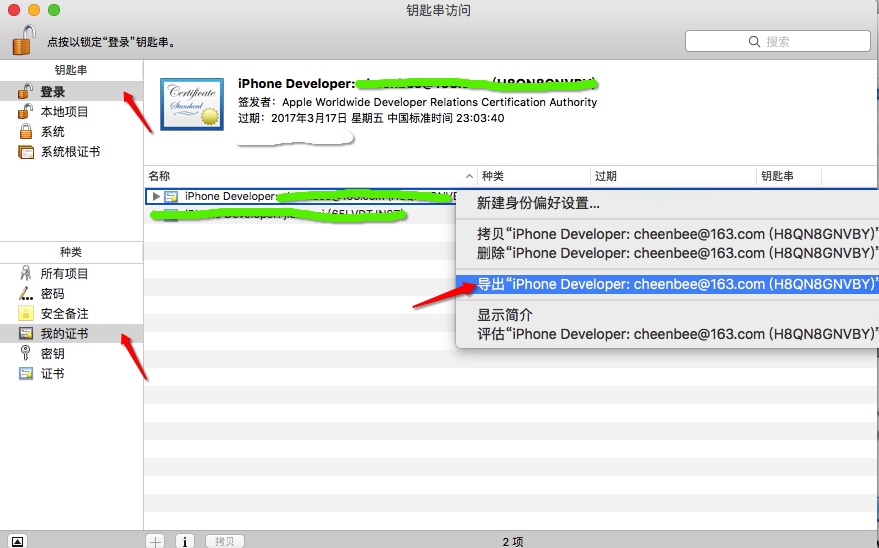 钥匙串访问
点按以锁定“登录”钥匙串。
搜索
钥匙串
登录
本地项目
系统
系统根证书
iPhone Developer: (H8QN8GNVBY)
签发者：Apple Worldwide Developer Relations Certification Authority
过期：2017年3月17日 星期五 中国标准时间 23:03:40
名称 种类 过期 钥匙串
iPhone Developer:
新建身份偏好设置...
拷贝“iPhone Developer: cheenbee@163.com (H8QN8GNVBY)”
删除“iPhone Developer: cheenbee@163.com (H8QN8GNVBY)”
导出“iPhone Developer: cheenbee@163.com (H8QN8GNVBY)”
显示简介
评估“iPhone Developer: cheenbee@163.com (H8QN8GNVBY)”
种类
所有项目
密码
安全备注
我的证书
密钥
证书
拷贝
2 项